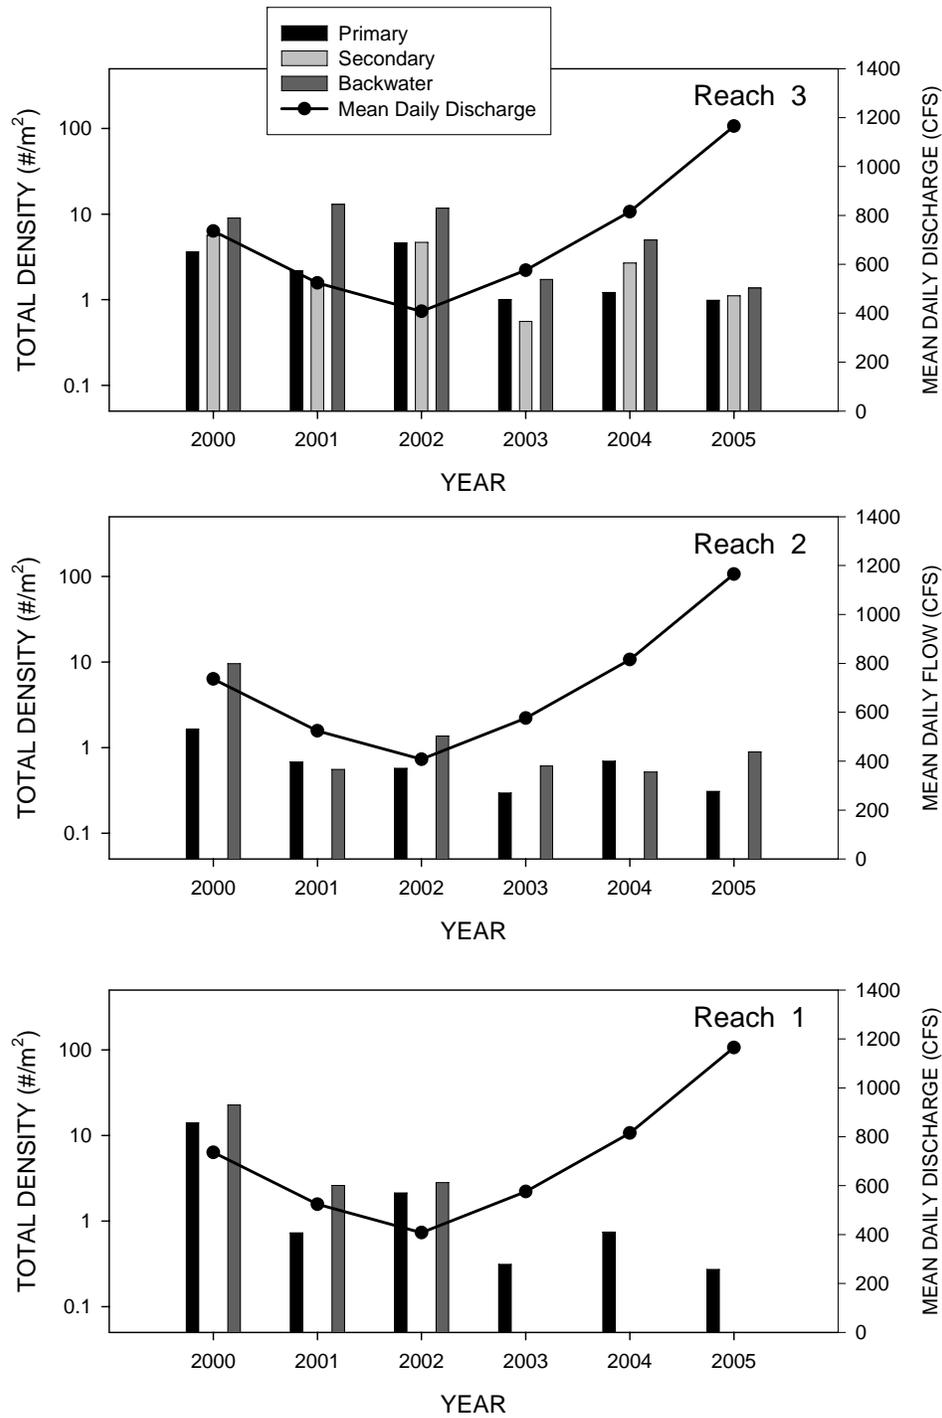 Primary
Secondary
Backwater
Mean Daily Discharge
Reach 3
TOTAL DENSITY (#/m²)
100
10
1
0.1
1400
1200
1000
800
600
400
200
0
MEAN DAILY DISCHARGE (CFS)
2000 2001 2002 2003 2004 2005
YEAR
Reach 2
TOTAL DENSITY (#/m²)
100
10
1
0.1
1400
1200
1000
800
600
400
200
0
MEAN DAILY FLOW (CFS)
2000 2001 2002 2003 2004 2005
YEAR
Reach 1
TOTAL DENSITY (#/m²)
100
10
1
0.1
1400
1200
1000
800
600
400
200
0
MEAN DAILY DISCHARGE (CFS)
2000 2001 2002 2003 2004 2005
YEAR